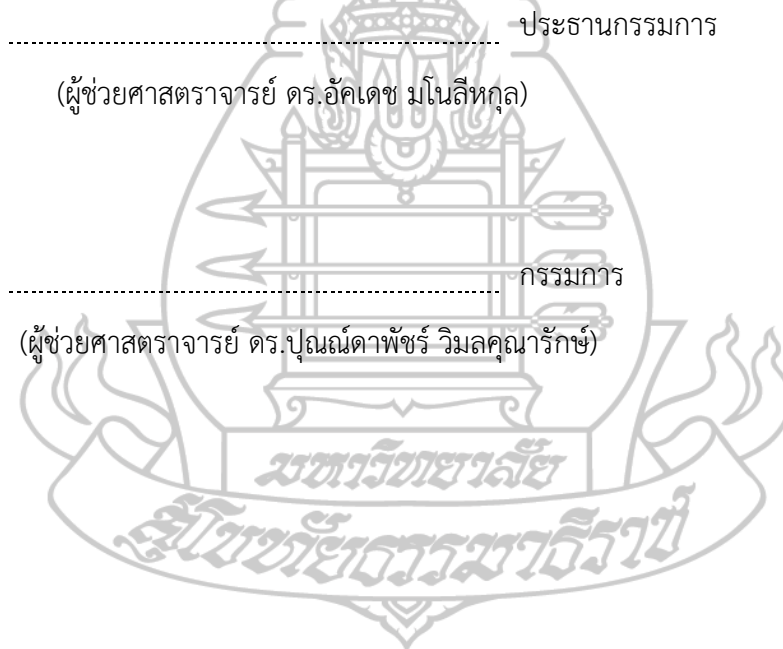 ประธานกรรมการ
(ผู้ช่วยศาสตราจารย์ ดร.อัคเดช มโนลีหกุล)
กรรมการ
(ผู้ช่วยศาสตราจารย์ ดร.ปุณณ์ดาพัชร์ วิมลคุณารักษ์)
มหาวิทยาลัย
สุโขทัยธรรมาธิราช